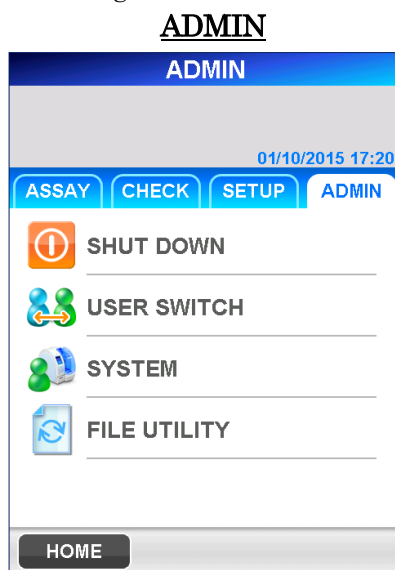 ADMIN
ADMIN
01/10/2015 17:20
ASSAY CHECK SETUP ADMIN
SHUT DOWN
USER SWITCH
SYSTEM
FILE UTILITY
HOME